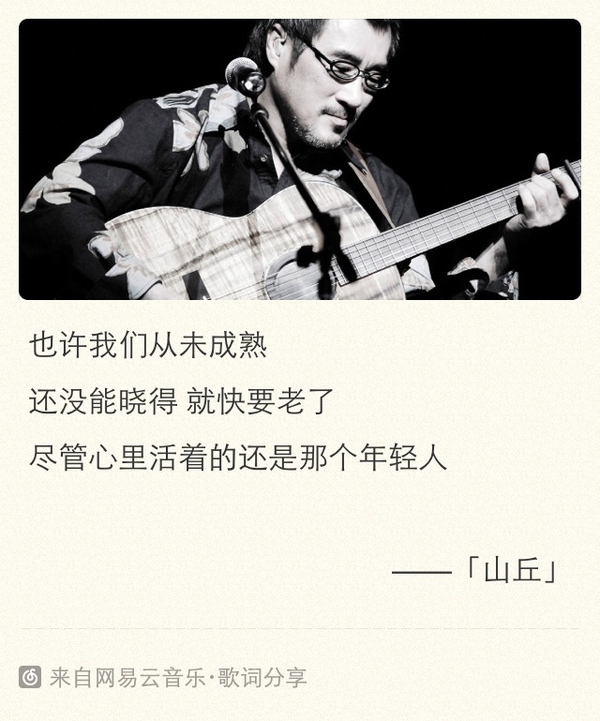 也许我们从未成熟
还没能晓得 就快要老了
尽管心里活着的还是那个年轻人
——「山丘」
来自网易云音乐·歌词分享